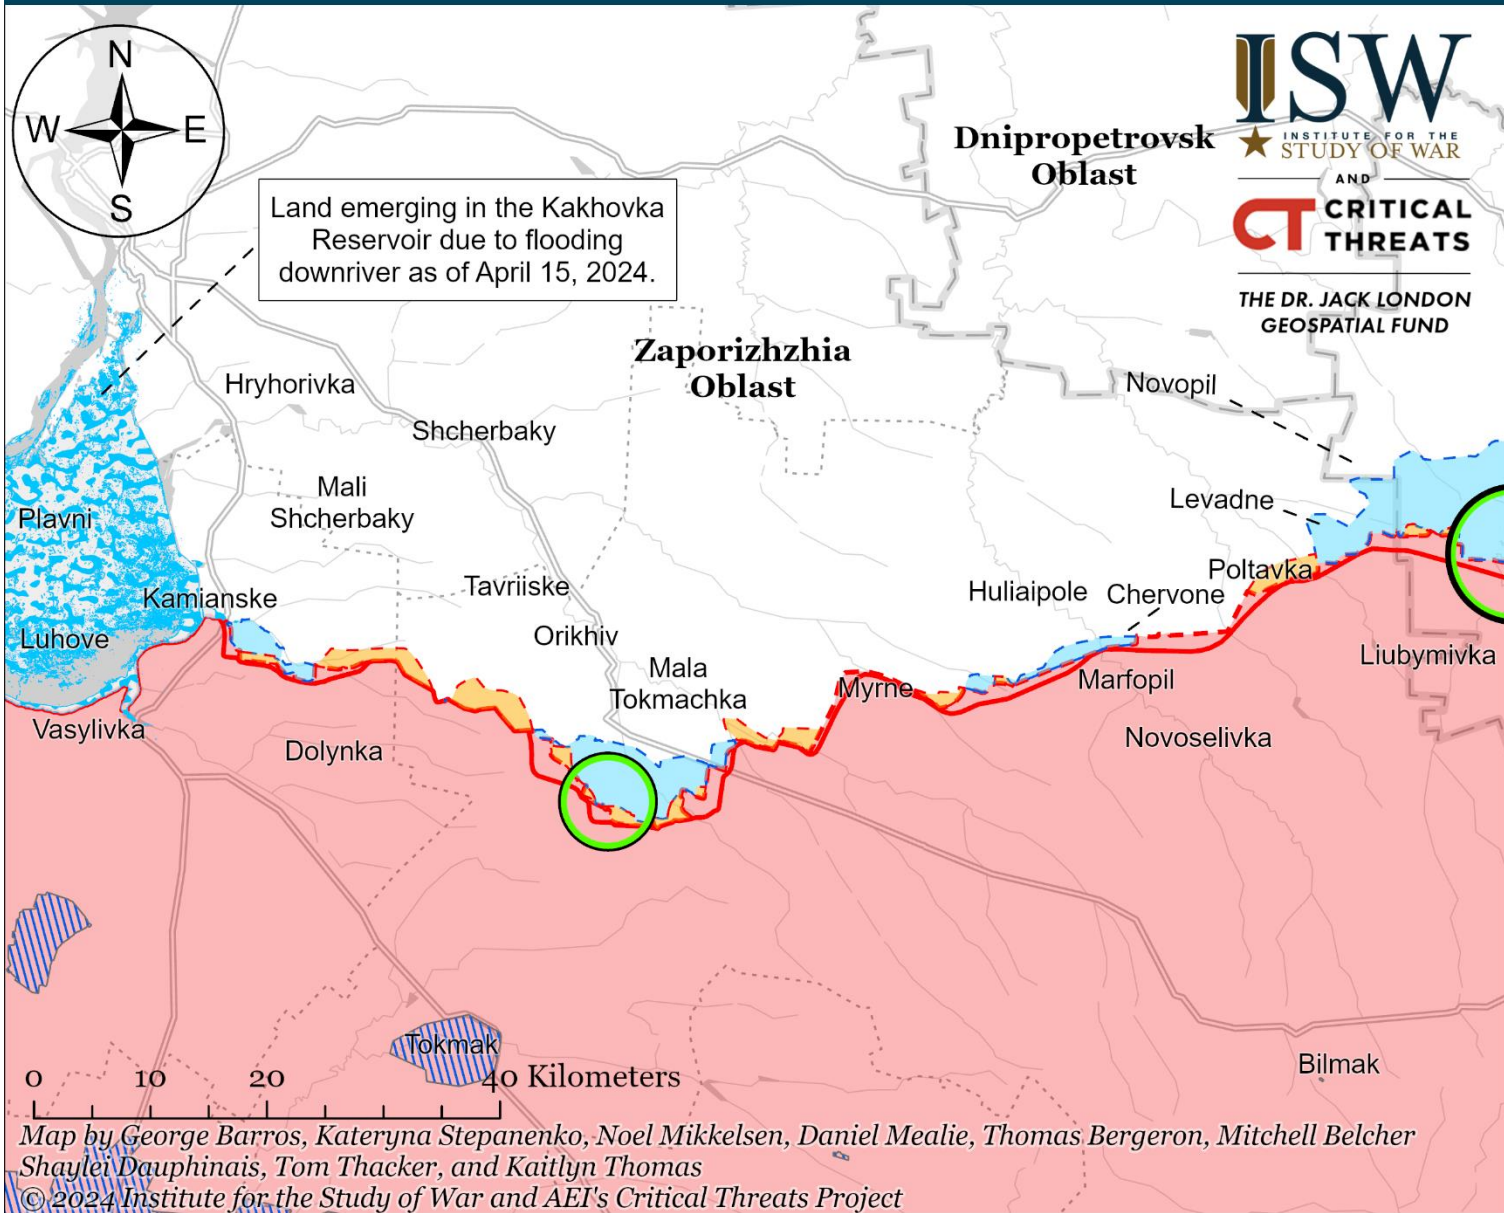 N
W
E
S
Land emerging in the Kakhovka
Reservoir due to flooding
downriver as of April 15, 2024.
Dnipropetrovsk
Oblast
ISW
INSTITUTE FOR THE
STUDY OF WAR
AND
CT CRITICAL
THREATS
THE DR. JACK LONDON
GEOSPATIAL FUND
Zaporizhzhia
Oblast
Hryhorivka
Novopil
Shcherbaky
Mali
Shcherbaky
Levadne
Plavni
Poltavka
Tavriiske
Huliaipole
Chervone
Kamianske
Luhove
Orikhiv
Liubymivka
Mala
Tokmachka
Myrne
Marfopil
Vasylivka
Dolynka
Novoselivka
Tokmak
Bilmak
0 10 20 40 Kilometers
Map by George Barros, Kateryna Stepanenko, Noel Mikkelsen, Daniel Mealie, Thomas Bergeron, Mitchell Belcher
Shaylei Dauphinais, Tom Thacker, and Kaitlyn Thomas
© 2024 Institute for the Study of War and AEI's Critical Threats Project